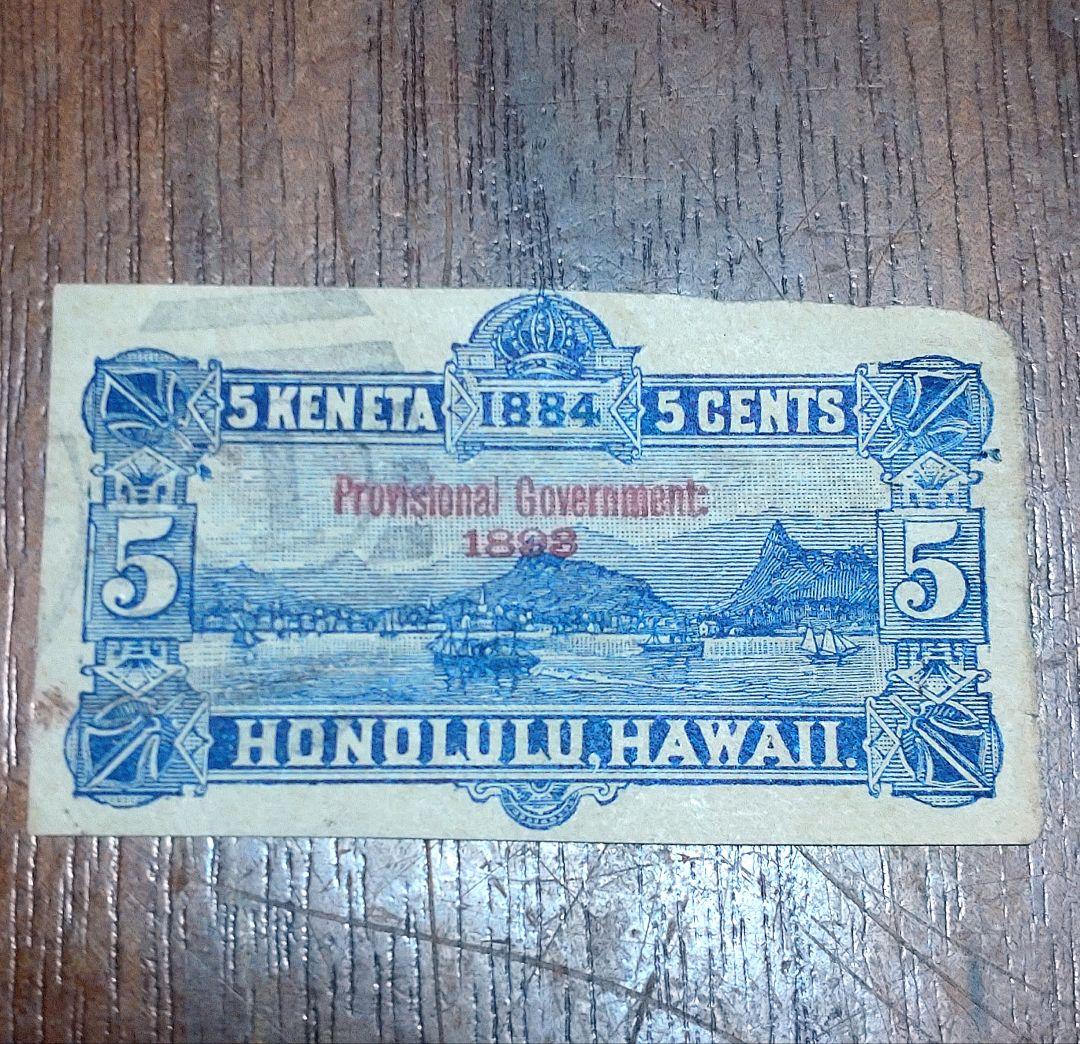 5 KENETA 1884 5 CENTS
Provisional Government:
1893
5 5
HONOLULU, HAWAII.